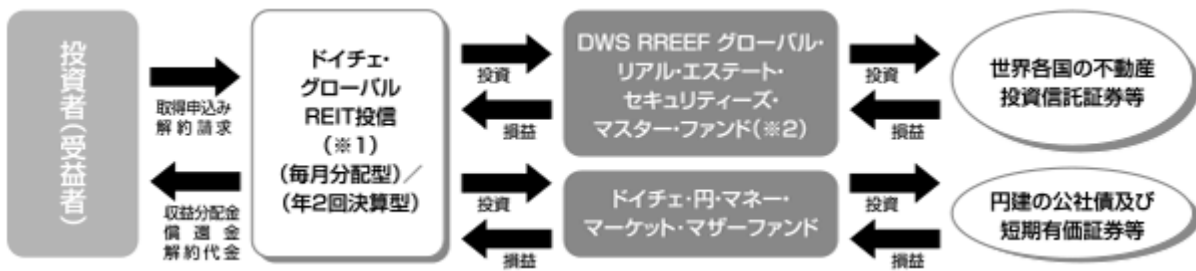 投資者(受益者)
取得申込み
解約請求
収益分配金
償還金
解約代金
ドイチェ・
グローバル
REIT投信
(※1)
(毎月分配型)/
(年2回決算型)
投資
損益
投資
損益
DWS RREEF グローバル・
リアル・エステート・
セキュリティーズ・
マスター・ファンド(※2)
ドイチェ・円・マネー・
マーケット・マザーファンド
投資
損益
投資
損益
世界各国の不動産
投資信託証券等
円建の公社債及び
短期有価証券等